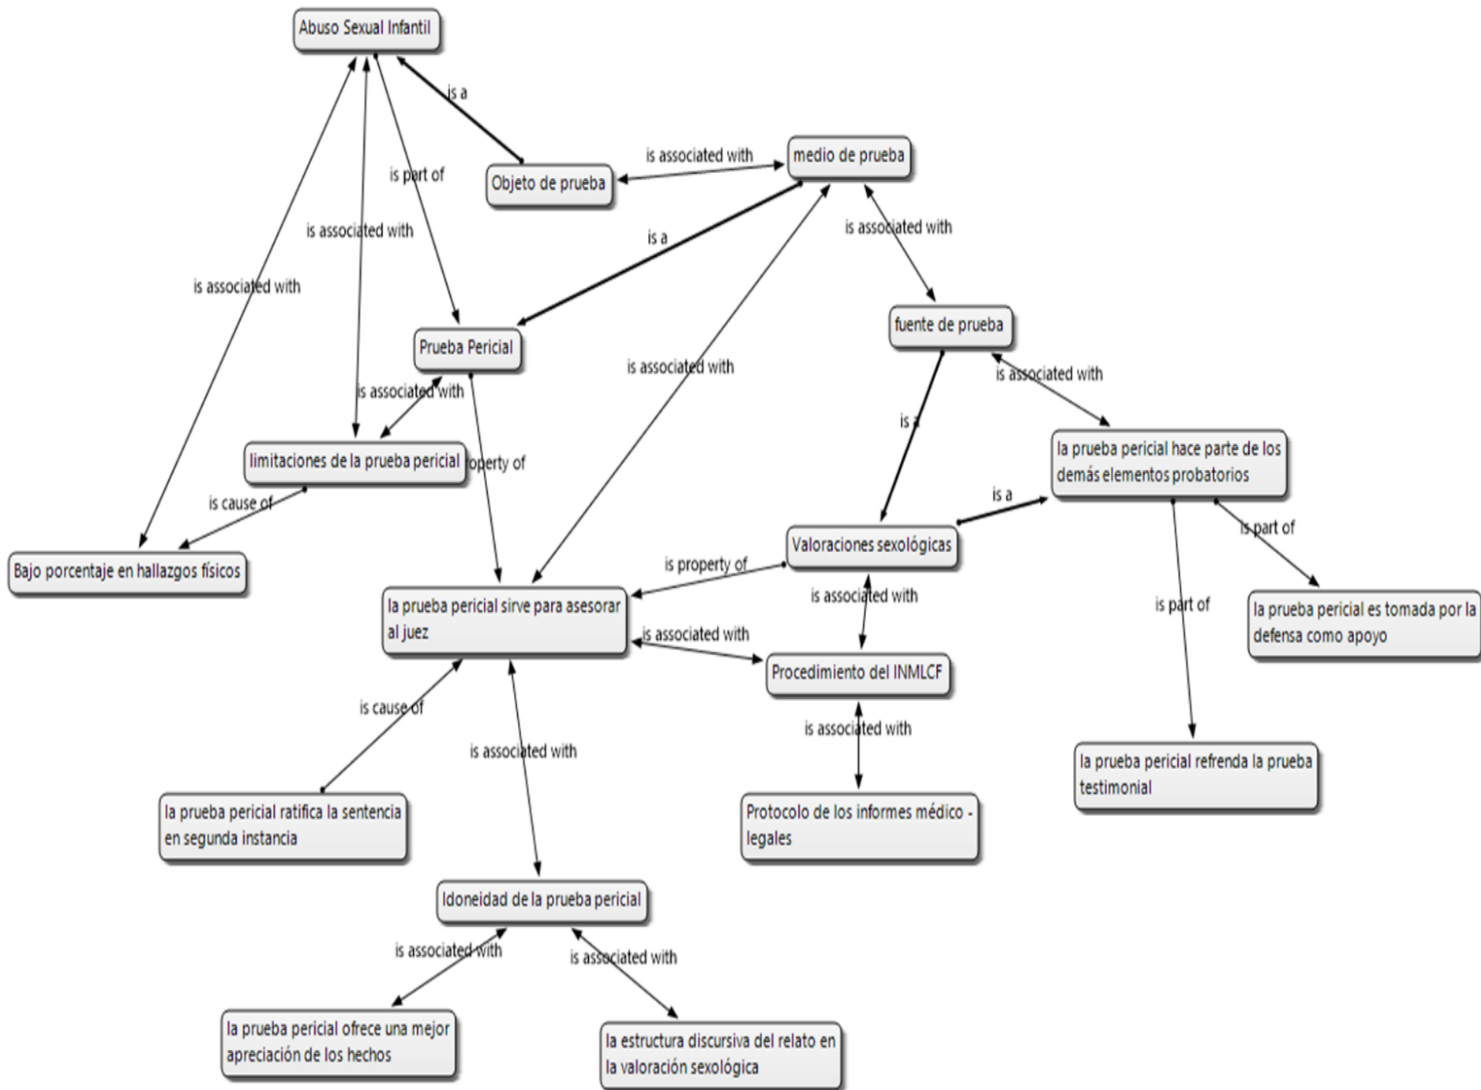 Abuso Sexual Infantil
is a
is associated with
medio de prueba
is part of
Objeto de prueba
is associated with
is associated with
is a
is associated with
fuente de prueba
Prueba Pericial
is associated with
is associated with
is associated with
is a
limitaciones de la prueba pericial
operty of
la prueba pericial hace parte de los
demás elementos probatorios
is cause of
is a
is part of
Bajo porcentaje en hallazgos físicos
Valoraciones sexológicas
is property of
is associated with
la prueba pericial sirve para asesorar
al juez
is part of
la prueba pericial es tomada por la
defensa como apoyo
is associated with
Procedimiento del INMLCF
is cause of
is associated with
is associated with
la prueba pericial refrenda la prueba
testimonial
la prueba pericial ratifica la sentencia
en segunda instancia
Protocolo de los informes médico -
legales
Idoneidad de la prueba pericial
is associated with
is associated with
la prueba pericial ofrece una mejor
apreciación de los hechos
la estructura discursiva del relato en
la valoración sexológica